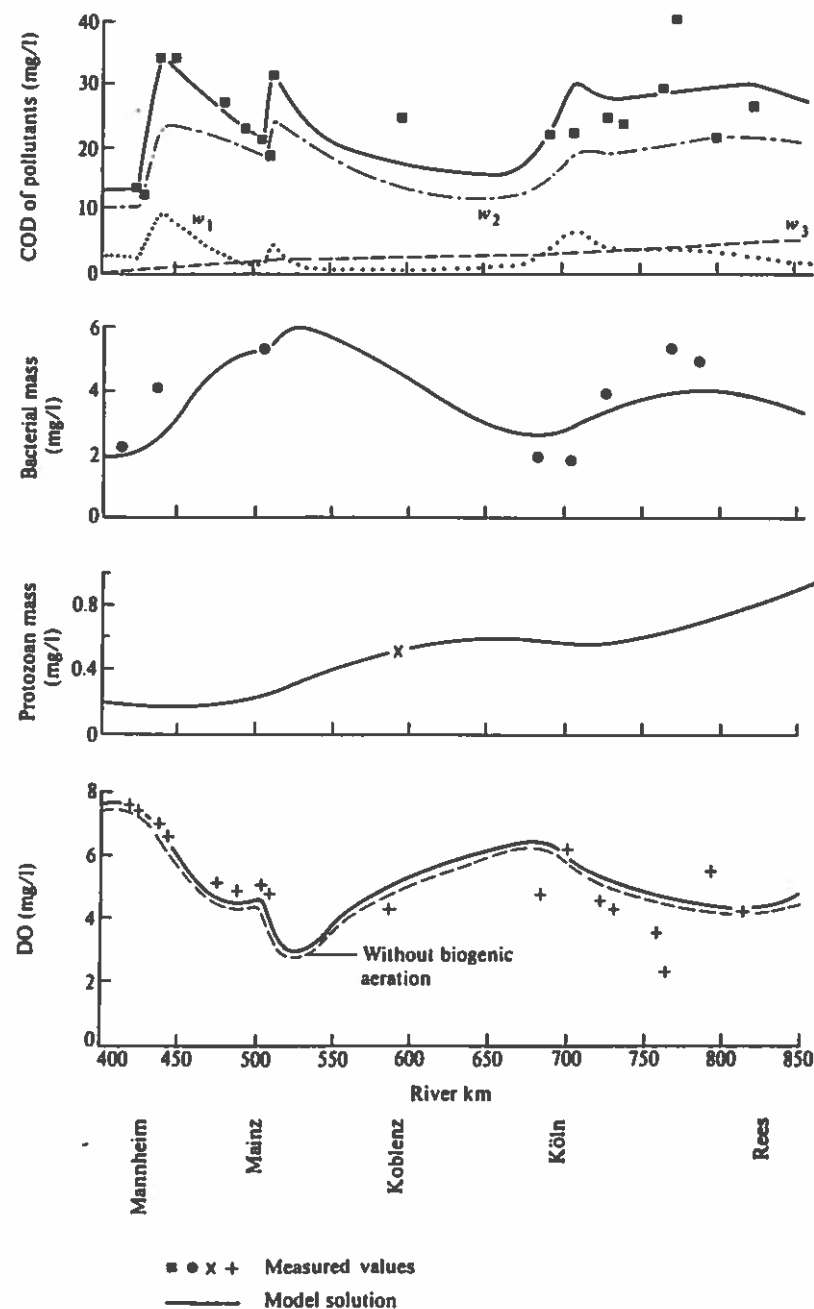 COD of pollutants (mg/l)
40
30
20
10
0
w1
w2
w3
Bacterial mass
(mg/l)
6
4
2
0
Protozoan mass
(mg/l)
0.8
0.4
0
DO (mg/l)
8
6
4
2
0
Without biogenic
aeration
400 450 500 550 600 650 700 750 800 850
River km
Mannheim
Mainz
Koblenz
Köln
Rees
Measured values
Model solution